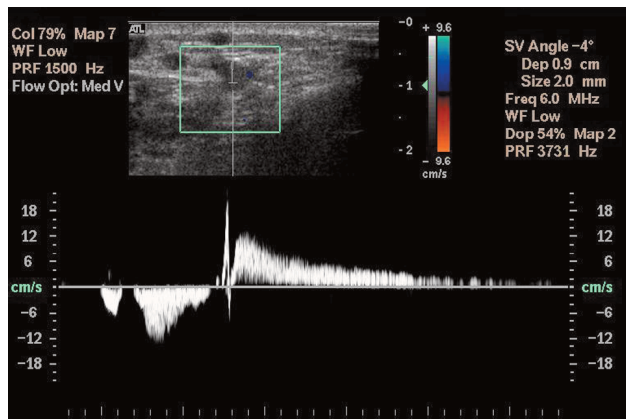 Col 79% Map 7
WF Low
PRF 1500 Hz
Flow Opt: Med V
ATL
-0
-1
-2
+ 9.6
- 9.6
cm/s
SV Angle -4°
Dep 0.9 cm
Size 2.0 mm
Freq 6.0 MHz
WF Low
Dop 54% Map 2
PRF 3731 Hz
18
12
6
cm/s
-6
-12
-18
18
12
6
cm/s
-6
-12
-18